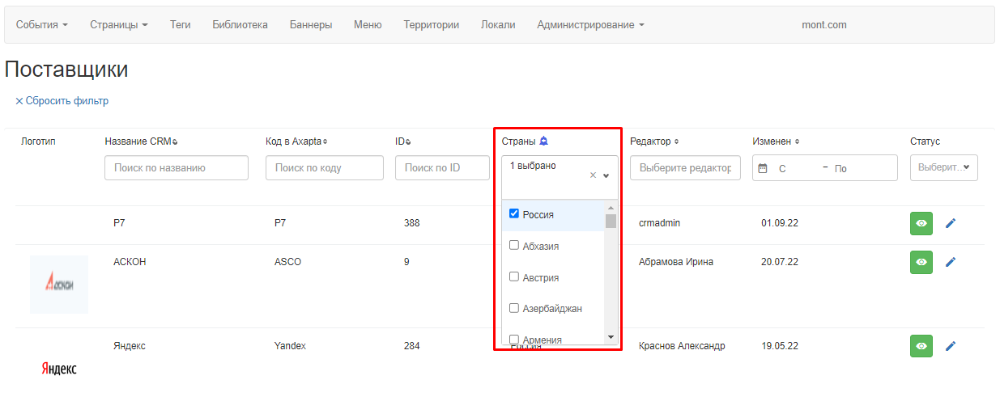 События Страницы Теги Библиотека Баннеры Меню Территории Локали Администрирование mont.com
Поставщики
× Сбросить фильтр
Логотип Название CRM Код в Axapta ID Страны Редактор Изменен Статус
Поиск по названию Поиск по коду Поиск по ID 1 выбрано Выберите редактор С – По Выберит...
Россия
P7 P7 388 crmadmin 01.09.22
Абхазия
АСКОН ASCO 9 Абрамова Ирина 20.07.22
Австрия
Аскон
Азербайджан
Армения
Яндекс Yandex 284 Россия Краснов Александр 19.05.22
Яндекс